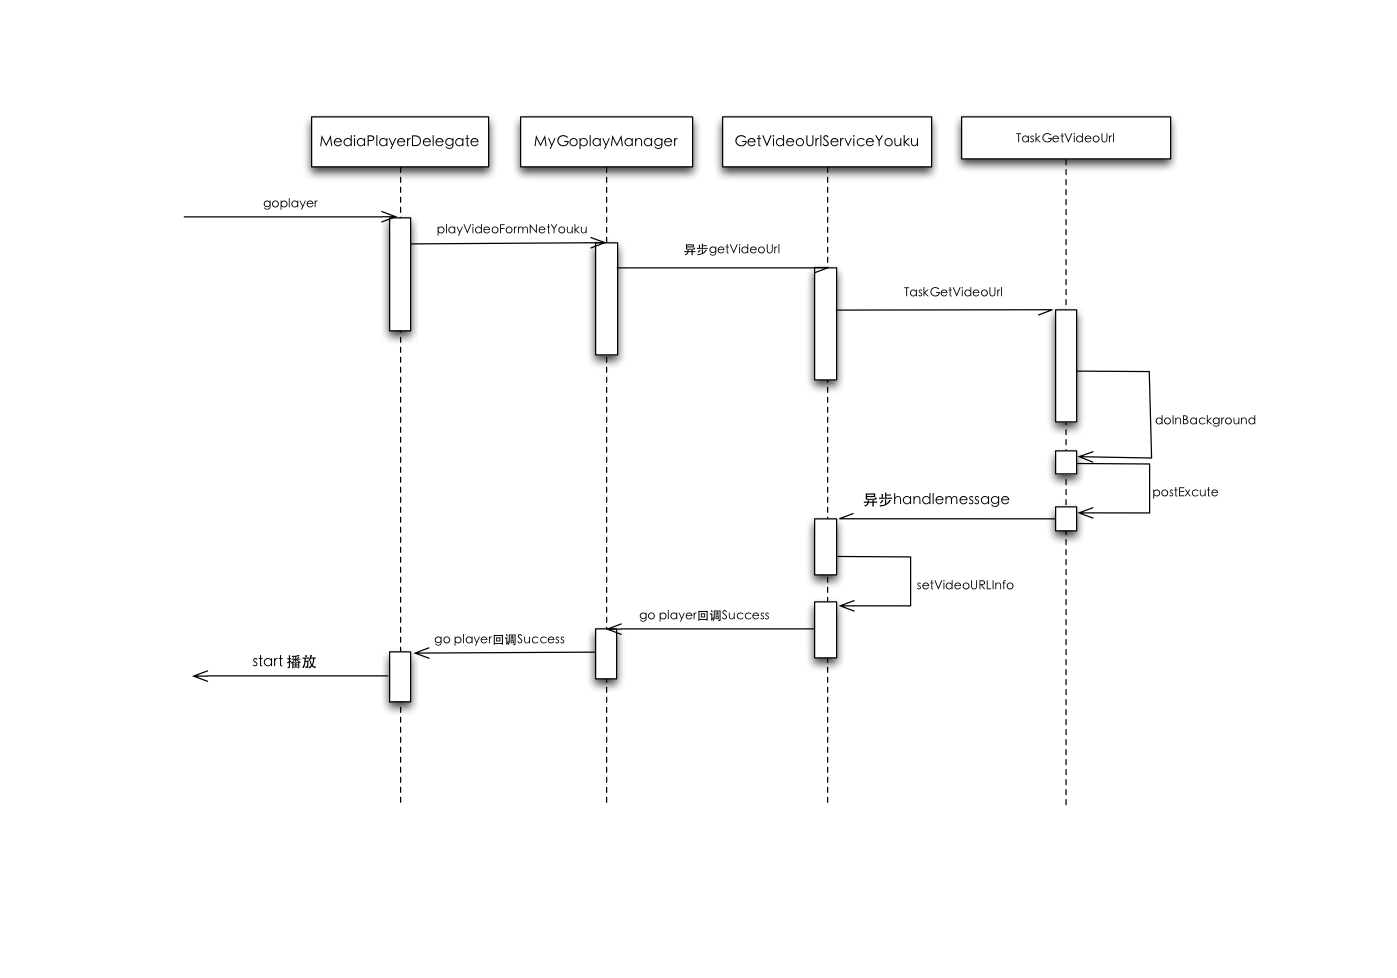 MediaPlayerDelegate
MyGoplayManager
GetVideoUrlServiceYouku
TaskGetVideoUrl
goplayer
playVideoFormNetYouku
异步getVideoUrl
TaskGetVideoUrl
doInBackground
postExcute
异步handlemessage
setVideoURLInfo
go player回调Success
go player回调Success
start 播放